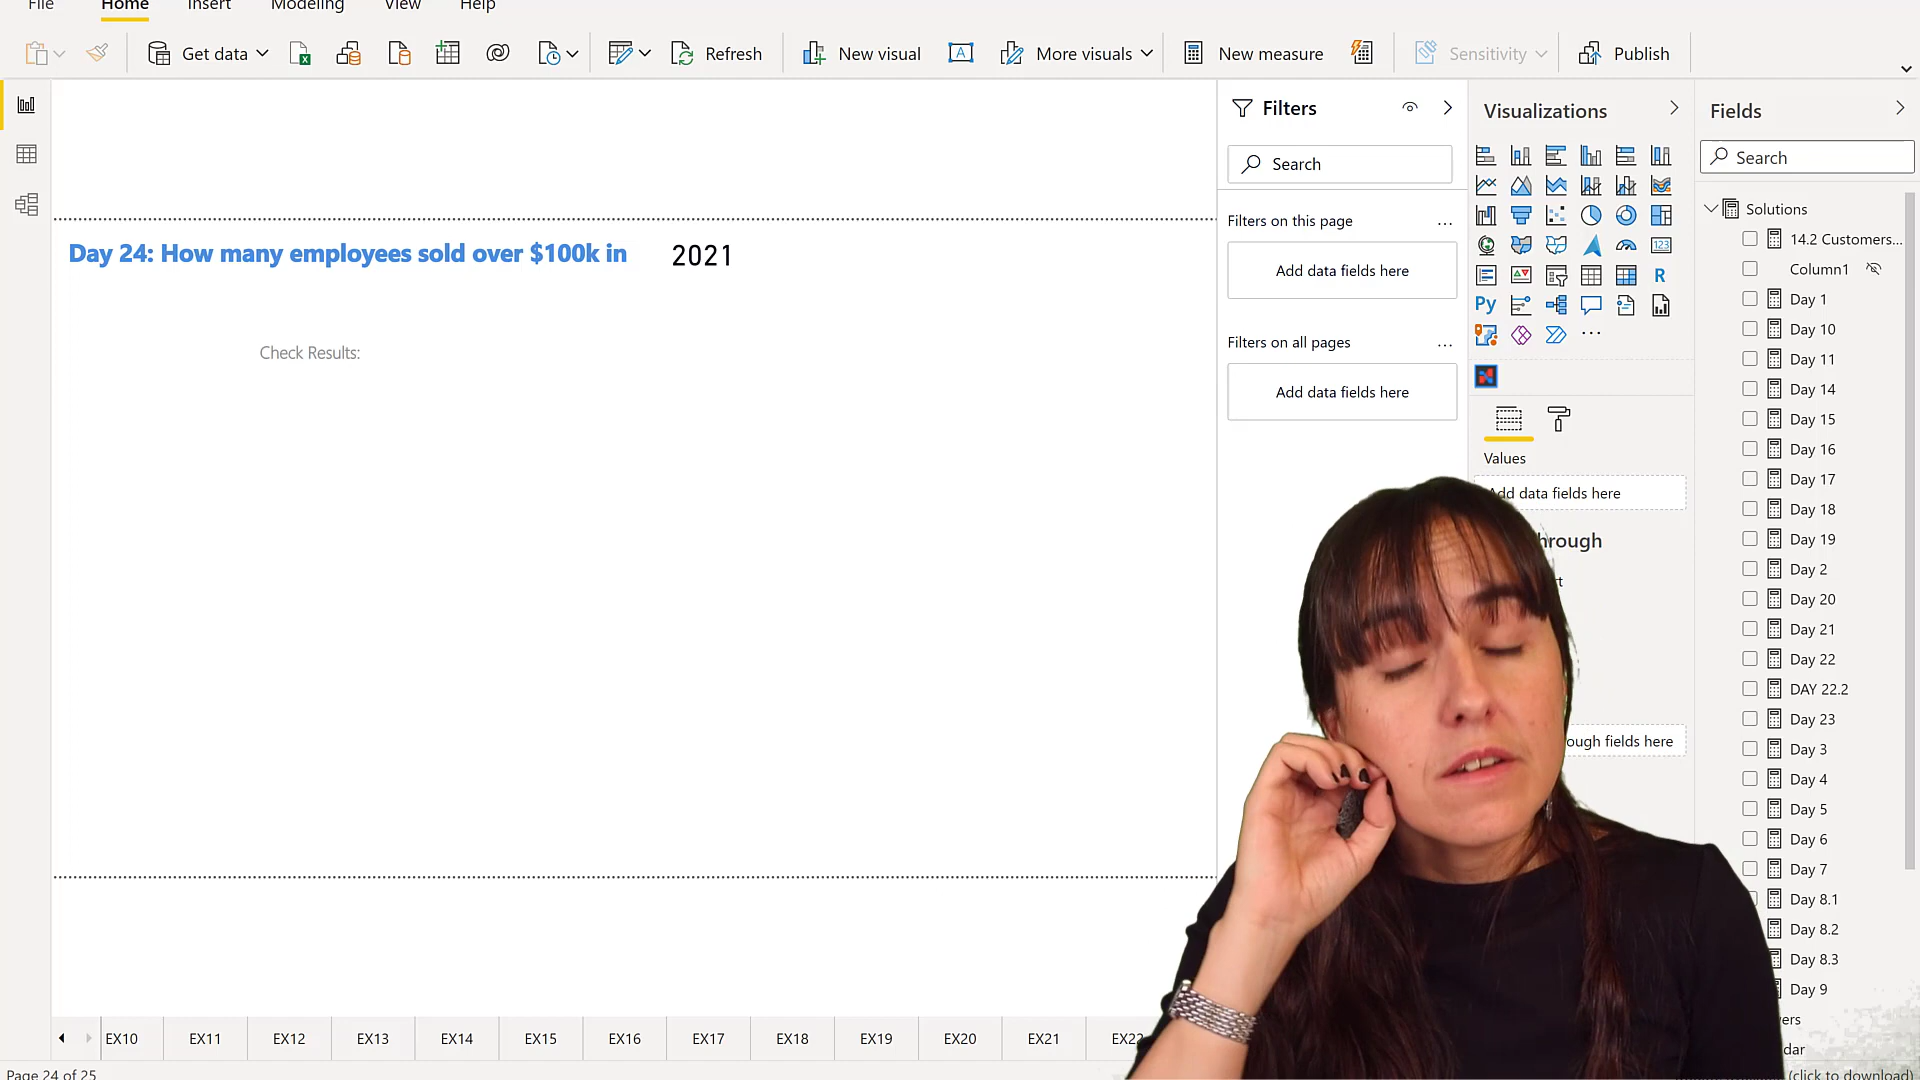 File
Home
Insert
Modeling
View
Help
Get data
Refresh
New visual
More visuals
New measure
Sensitivity
Publish
Day 24: How many employees sold over $100k in
2021
Check Results:
Filters
Search
Filters on this page
...
Add data fields here
Filters on all pages
...
Add data fields here
Visualizations
123
R
Py
...
Values
Add data fields here
hrough
ough fields here
Fields
Search
Solutions
14.2 Customers...
Column1
Day 1
Day 10
Day 11
Day 14
Day 15
Day 16
Day 17
Day 18
Day 19
Day 2
Day 20
Day 21
Day 22
DAY 22.2
Day 23
Day 3
Day 4
Day 5
Day 6
Day 7
Day 8.1
Day 8.2
Day 8.3
Day 9
EX10
EX11
EX12
EX13
EX14
EX15
EX16
EX17
EX18
EX19
EX20
EX21
EX22
Page 24 of 25
(click to download)